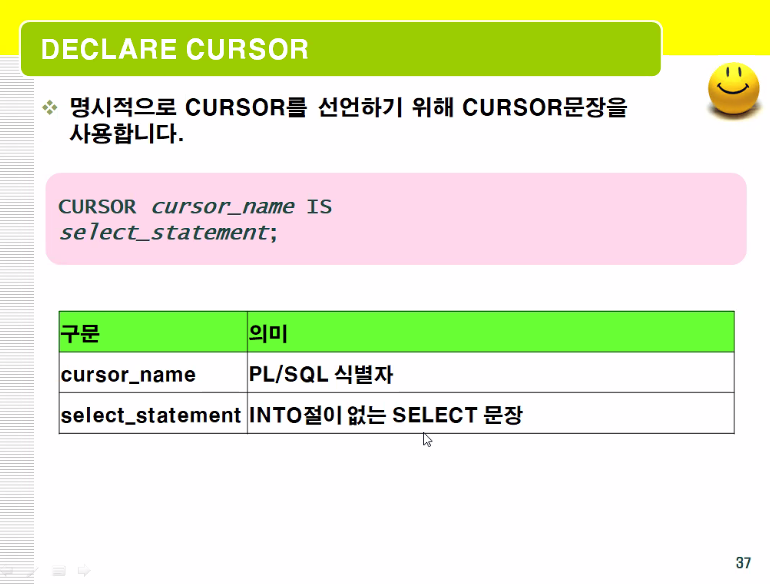 DECLARE CURSOR
명시적으로 CURSOR를 선언하기 위해 CURSOR문장을
사용합니다.
CURSOR cursor_name IS
select_statement;
구문 의미
cursor_name PL/SQL 식별자
select_statement INTO절이 없는 SELECT 문장
37